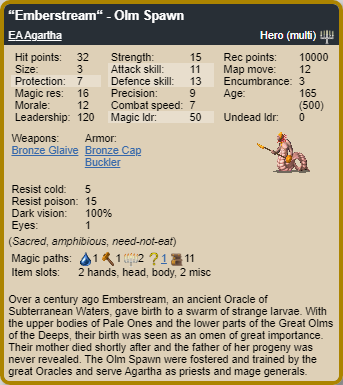 “Emberstream“ - Olm Spawn
EA Agartha Hero (multi)
Hit points: 32 Strength: 15 Rec points: 10000
Size: 3 Attack skill: 11 Map move: 12
Protection: 7 Defence skill: 13 Encumbrance: 3
Magic res: 16 Precision: 9 Age: 165
Morale: 12 Combat speed: 7 (500)
Leadership: 120 Magic ldr: 50 Undead ldr: 0
Weapons: Armor:
Bronze Glaive Bronze Cap
Buckler
Resist cold: 5
Resist poison: 15
Dark vision: 100%
Eyes: 1
(Sacred, amphibious, need-not-eat)
Magic paths: 1 1 2 ? 1 11
Item slots: 2 hands, head, body, 2 misc
Over a century ago Emberstream, an ancient Oracle of
Subterranean Waters, gave birth to a swarm of strange larvae. With
the upper bodies of Pale Ones and the lower parts of the Great Olms
of the Deeps, their birth was seen as an omen of great importance.
Their mother died shortly after and the father of her progeny was
never revealed. The Olm Spawn were fostered and trained by the
great Oracles and serve Agartha as priests and mage generals.